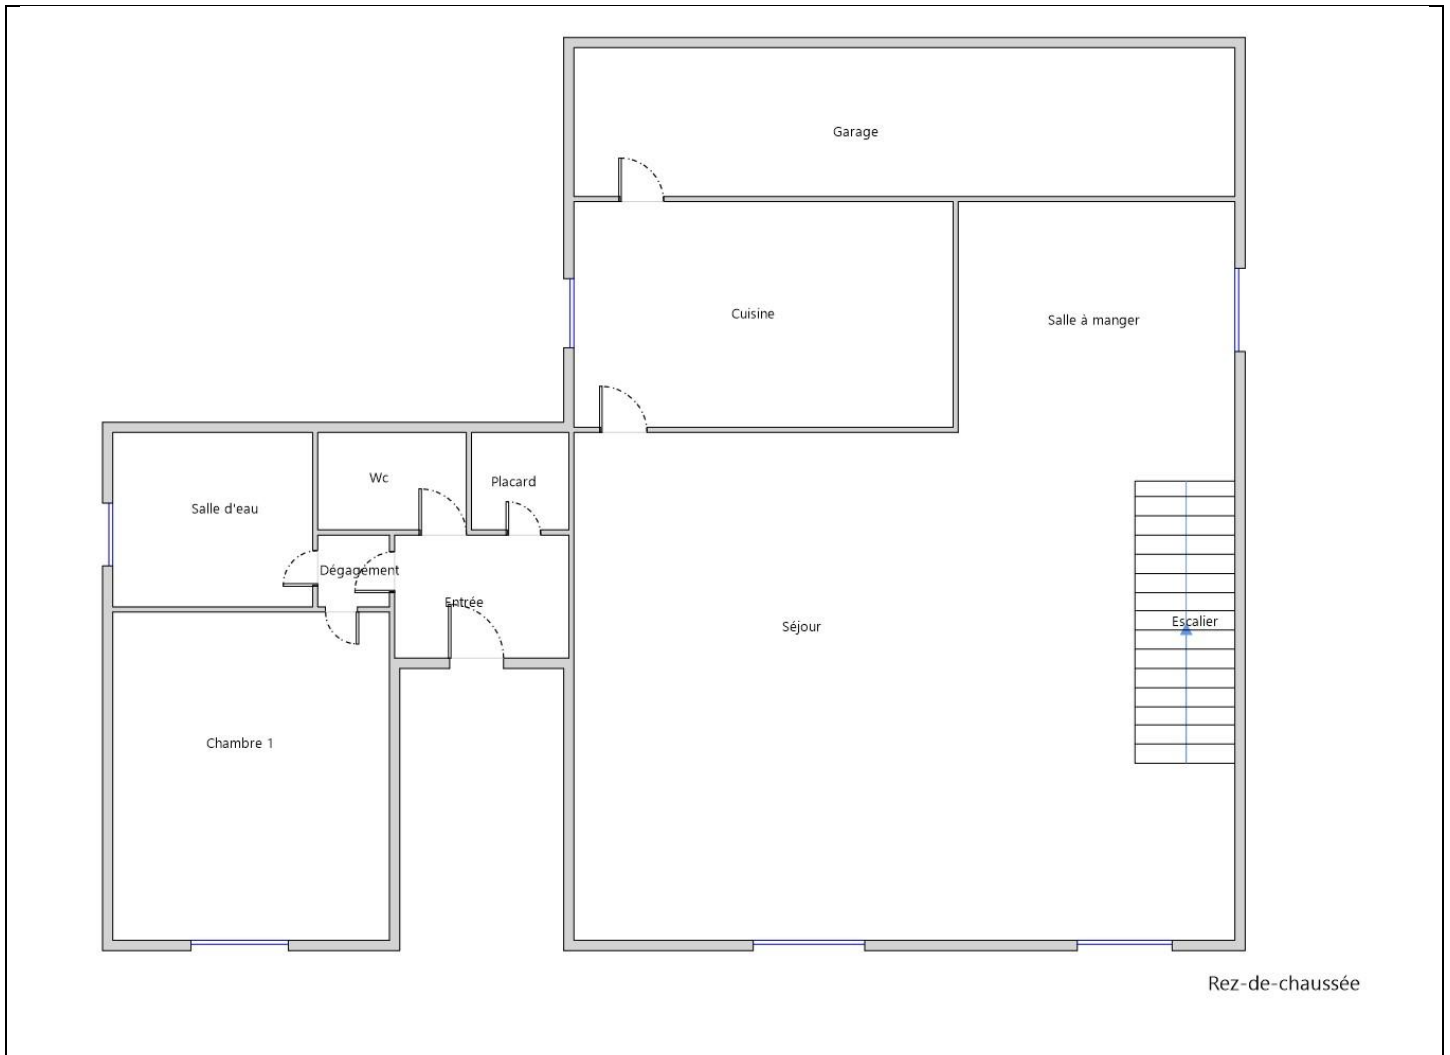 Garage
Cuisine
Salle à manger
Wc
Placard
Salle d'eau
Dégagement
Entrée
Séjour
Escalier
Chambre 1
Rez-de-chaussée